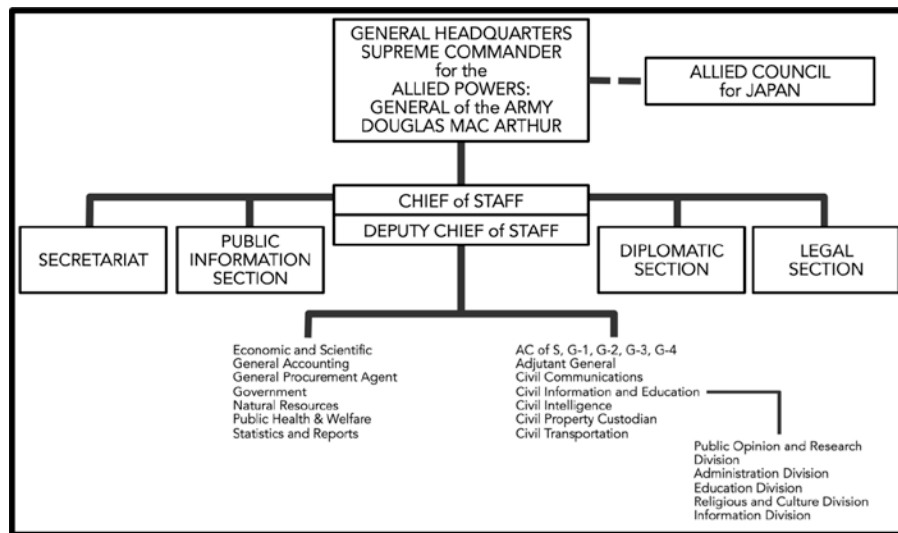 GENERAL HEADQUARTERS
SUPREME COMMANDER
for the
ALLIED POWERS:
GENERAL of the ARMY
DOUGLAS MAC ARTHUR
ALLIED COUNCIL
for JAPAN
CHIEF of STAFF
DEPUTY CHIEF of STAFF
SECRETARIAT
PUBLIC
INFORMATION
SECTION
DIPLOMATIC
SECTION
LEGAL
SECTION
Economic and Scientific
General Accounting
General Procurement Agent
Government
Natural Resources
Public Health & Welfare
Statistics and Reports
AC of S, G-1, G-2, G-3, G-4
Adjutant General
Civil Communications
Civil Information and Education
Civil Intelligence
Civil Property Custodian
Civil Transportation
Public Opinion and Research
Division
Administration Division
Education Division
Religious and Culture Division
Information Division